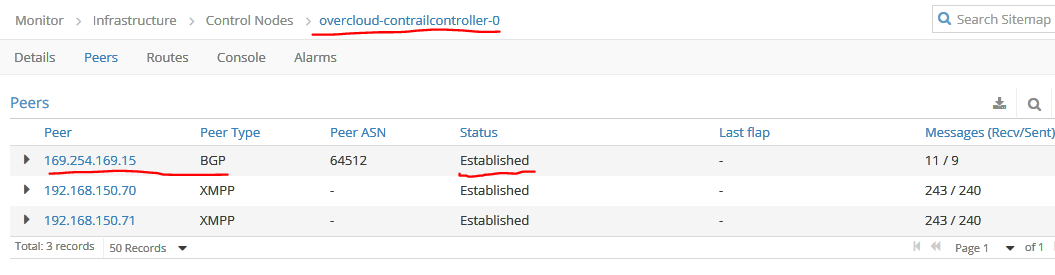 Monitor > Infrastructure > Control Nodes > overcloud-contrailcontroller-0 Search Sitemap
Details Peers Routes Console Alarms
Peers
Peer Peer Type Peer ASN Status Last flap Messages (Recv/Sent)
169.254.169.15 BGP 64512 Established - 11 / 9
192.168.150.70 XMPP - Established - 243 / 240
192.168.150.71 XMPP - Established - 243 / 240
Total: 3 records 50 Records Page 1 of 1